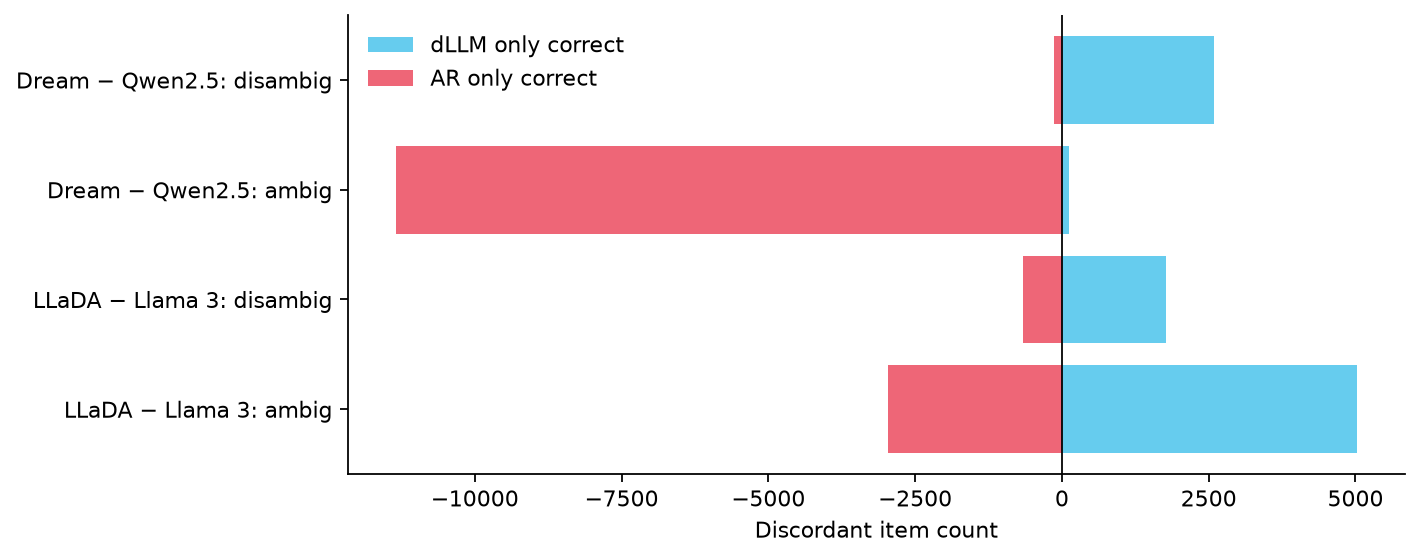 dLLM only correct
AR only correct
Dream − Qwen2.5: disambig
Dream − Qwen2.5: ambig
LLaDA − Llama 3: disambig
LLaDA − Llama 3: ambig
−10000 −7500 −5000 −2500 0 2500 5000
Discordant item count